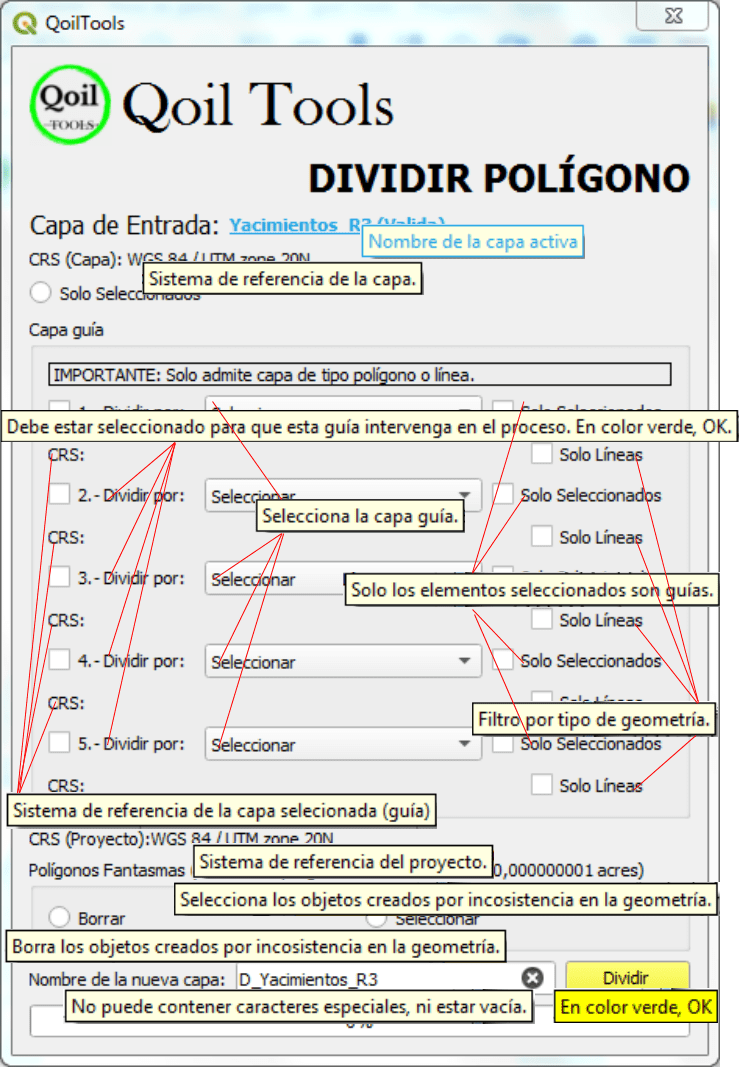 QoilTools
Qoil
TOOLS
Qoil Tools
DIVIDIR POLÍGONO
Capa de Entrada: Yacimientos_R3 (Valida)
Nombre de la capa activa
CRS (Capa): WGS 84 / UTM zone 20N
Sistema de referencia de la capa.
Solo Seleccionados
Capa guía
IMPORTANTE: Solo admite capa de tipo polígono o línea.
1.- Dividir por: Solo Seleccionados
Debe estar seleccionado para que esta guía intervenga en el proceso. En color verde, OK.
CRS: Solo Líneas
2.- Dividir por: Seleccionar Solo Seleccionados
Selecciona la capa guía.
CRS: Solo Líneas
3.- Dividir por: Seleccionar
Solo los elementos seleccionados son guías.
CRS: Solo Líneas
4.- Dividir por: Seleccionar Solo Seleccionados
CRS: Solo Líneas
Filtro por tipo de geometría.
5.- Dividir por: Seleccionar Solo Seleccionados
CRS: Solo Líneas
Sistema de referencia de la capa selecionada (guía)
CRS (Proyecto):WGS 84 / UTM zone 20N
Sistema de referencia del proyecto.
Polígonos Fantasmas ( 0,000000001 acres)
Selecciona los objetos creados por incosistencia en la geometría.
Borrar Seleccionar
Borra los objetos creados por incosistencia en la geometría.
Nombre de la nueva capa: D_Yacimientos_R3 Dividir
No puede contener caracteres especiales, ni estar vacía.
En color verde, OK
0%